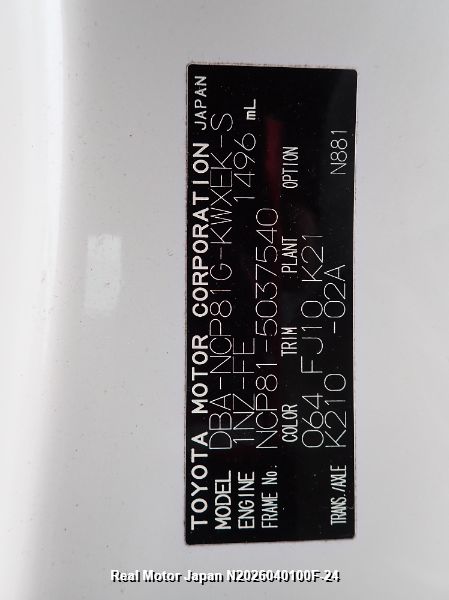 TOYOTA MOTOR CORPORATION JAPAN
MODEL DBA-NCP81G-KWXEK-S
ENGINE 1NZ-FE 1496 mL
FRAME No. NCP81-5037540
COLOR TRIM PLANT OPTION
064 FJ10 K21
TRANS./AXLE K210 -02A N881
Real Motor Japan N2026040100F-24